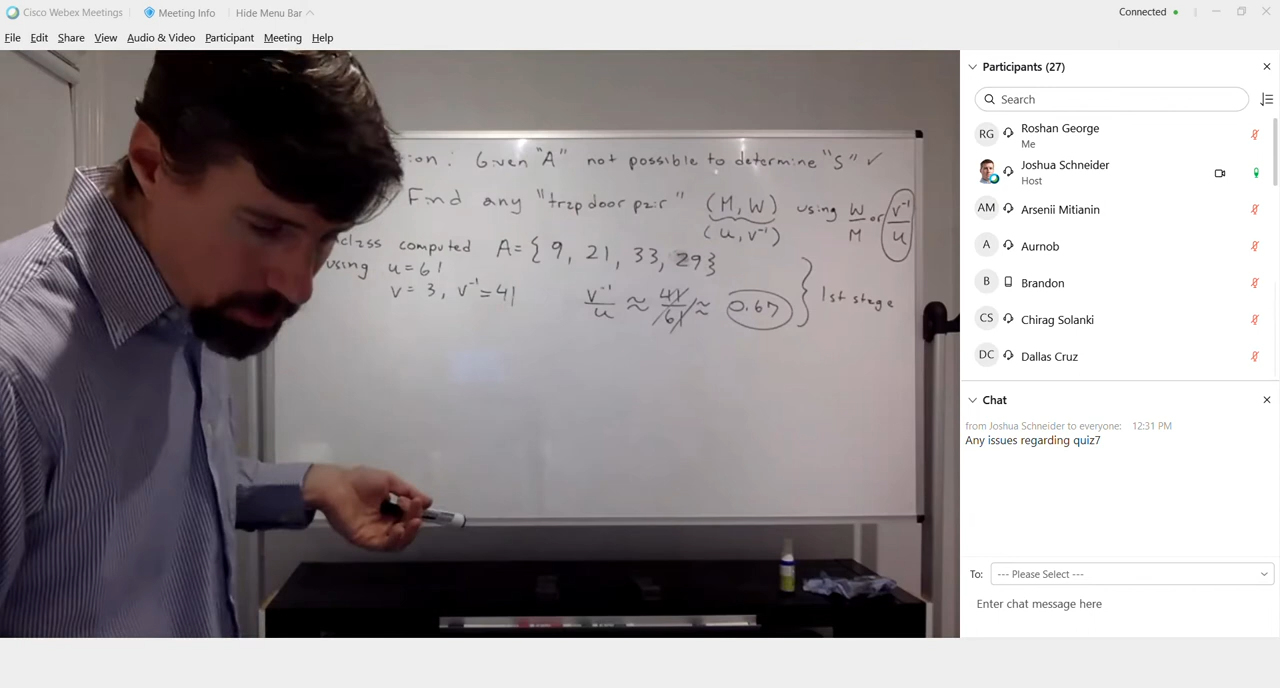 Cisco Webex Meetings Meeting Info Hide Menu Bar Connected
File Edit Share View Audio & Video Participant Meeting Help
Participants (27)
Search
RG Roshan George
Me
Joshua Schneider
Host
AM Arsenii Mitianin
A Aurnob
B Brandon
CS Chirag Solanki
DC Dallas Cruz
Chat
from Joshua Schneider to everyone: 12:31 PM
Any issues regarding quiz7
To: --- Please Select ---
Enter chat message here
tion: Given "A" not possible to determine "S" ✓
Find any "trapdoor pair" (M, W) using W/M or v⁻¹/u
(u, v⁻¹)
class computed A = { 9, 21, 33, 29}
using u = 61
v = 3, v⁻¹ = 41 v⁻¹/u ≈ 41/61 ≈ 0.67 } 1st stage